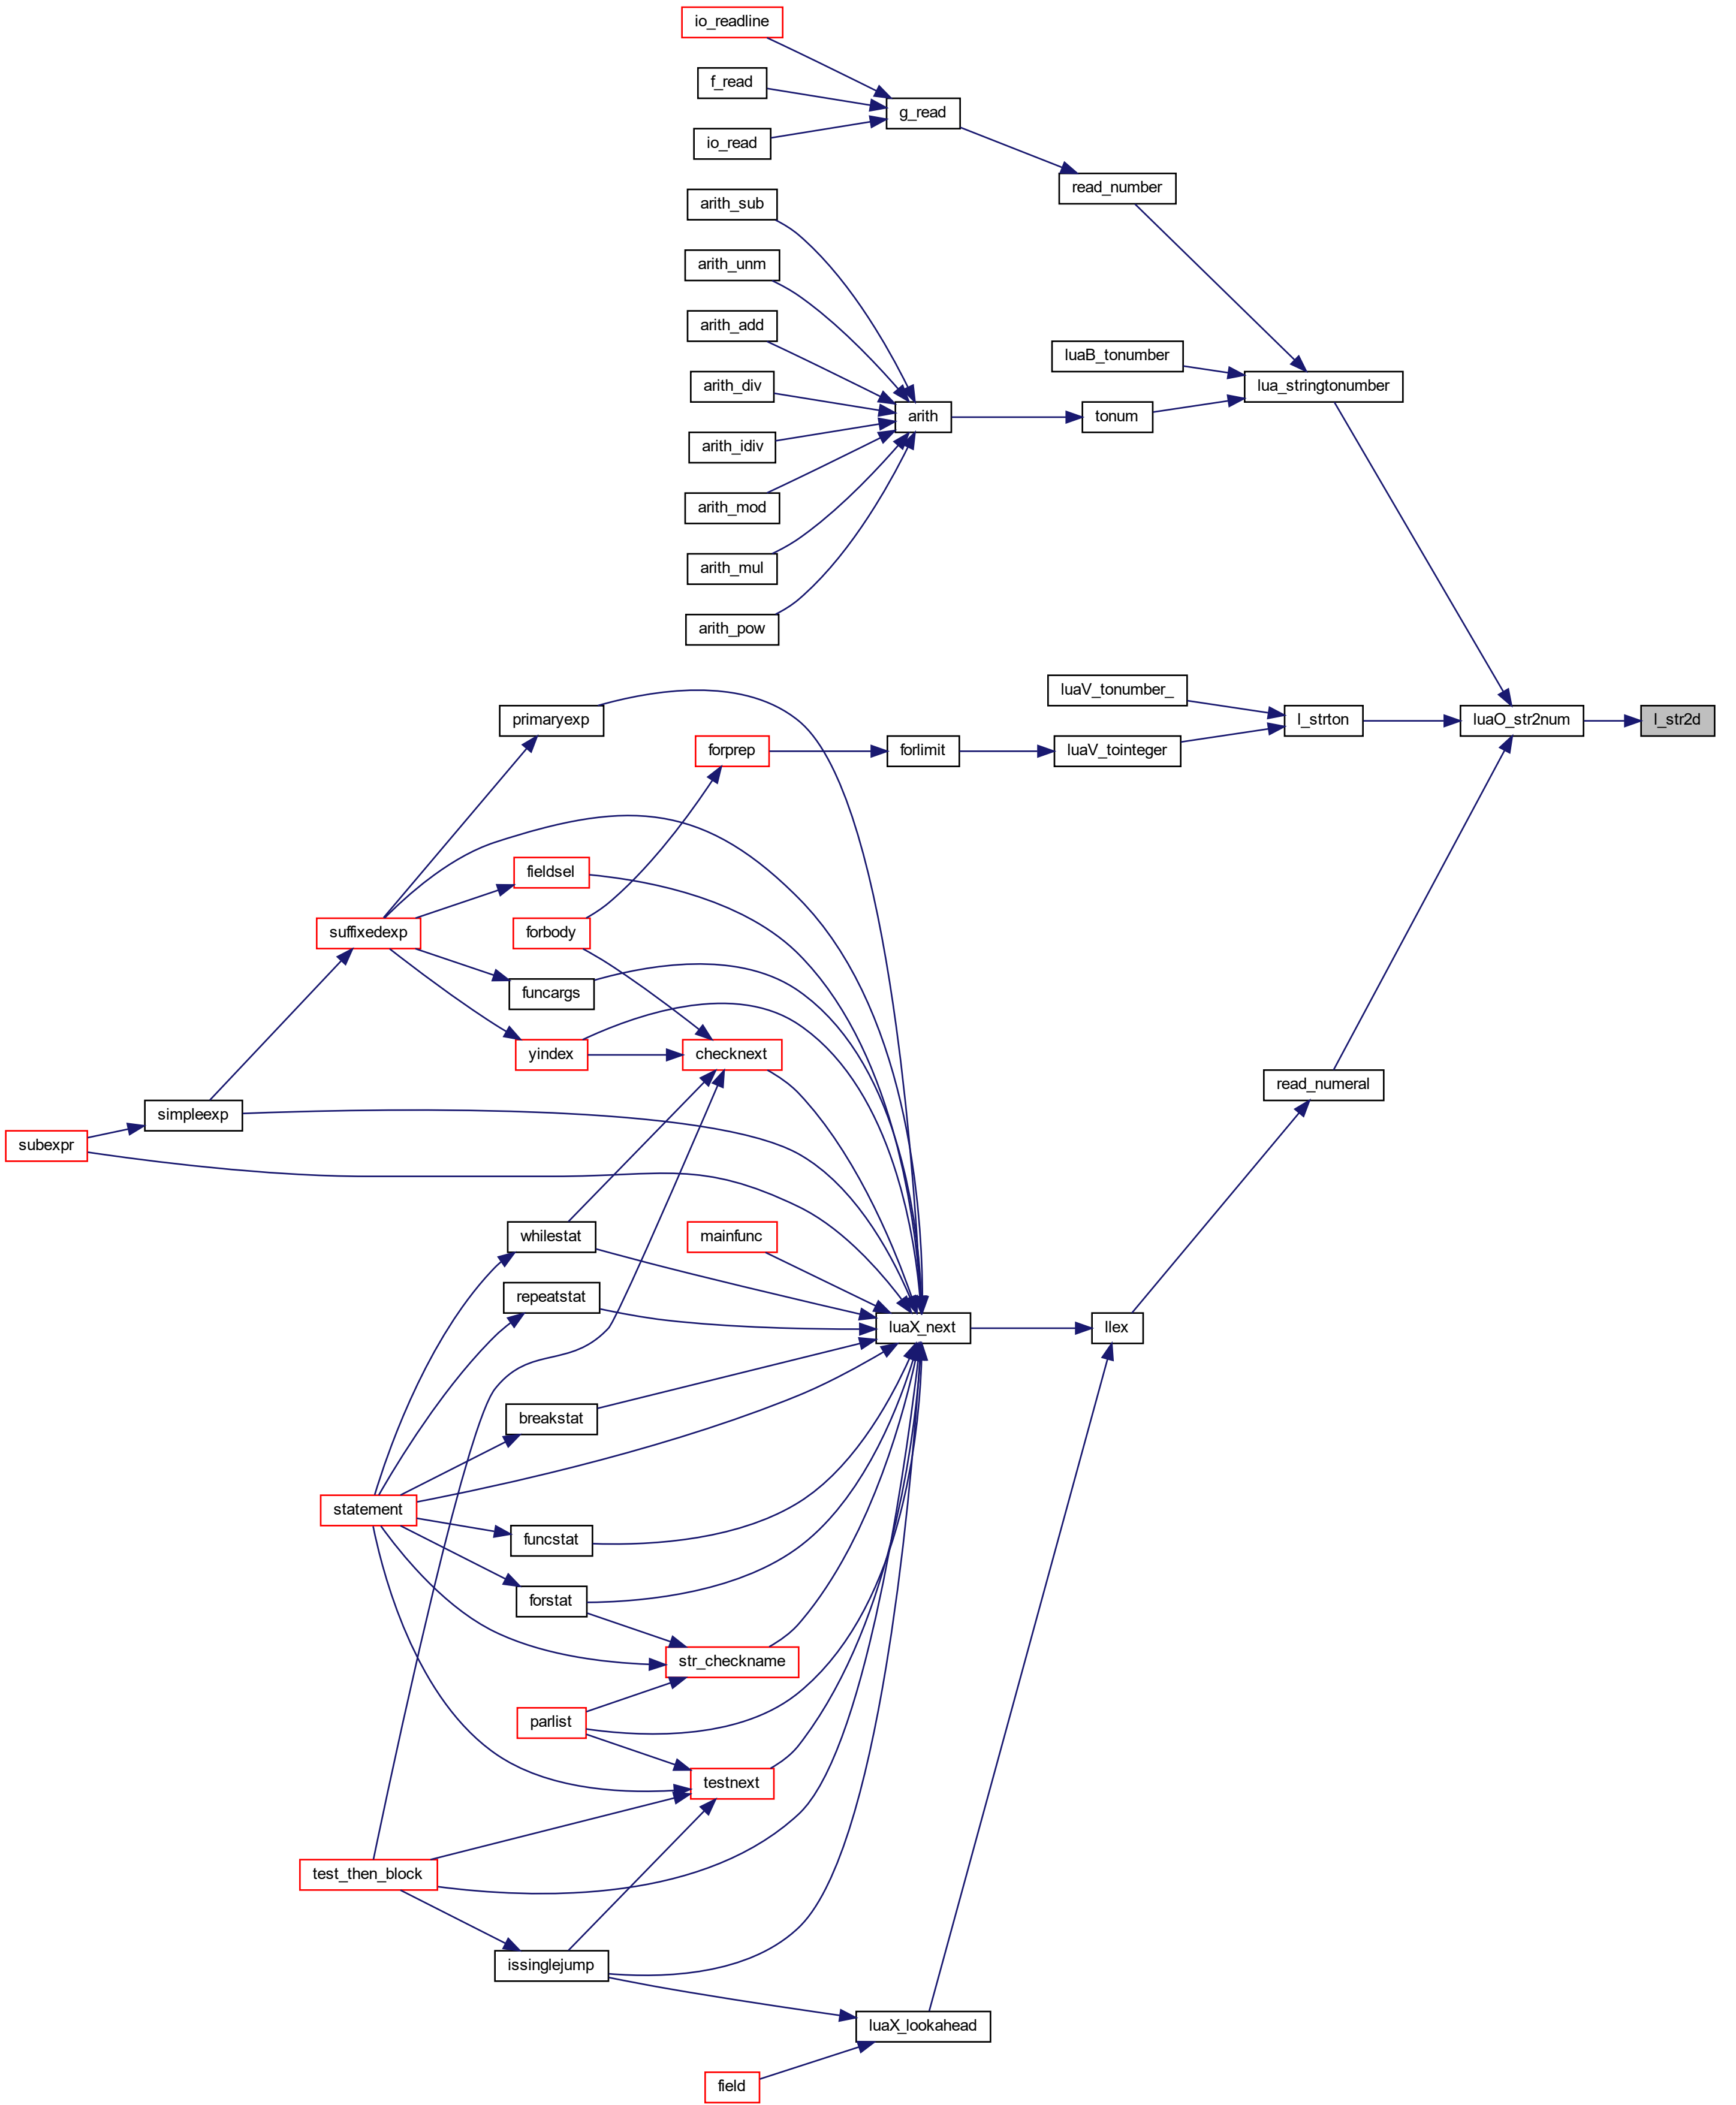 io_readline
f_read
g_read
io_read
read_number
arith_sub
arith_unm
arith_add
luaB_tonumber
arith_div
lua_stringtonumber
arith
tonum
arith_idiv
arith_mod
arith_mul
arith_pow
luaV_tonumber_
primaryexp
l_strton
luaO_str2num
l_str2d
forprep
forlimit
luaV_tointeger
fieldsel
suffixedexp
forbody
funcargs
yindex
checknext
read_numeral
simpleexp
subexpr
whilestat
mainfunc
repeatstat
luaX_next
llex
breakstat
statement
funcstat
forstat
str_checkname
parlist
testnext
test_then_block
issinglejump
luaX_lookahead
field